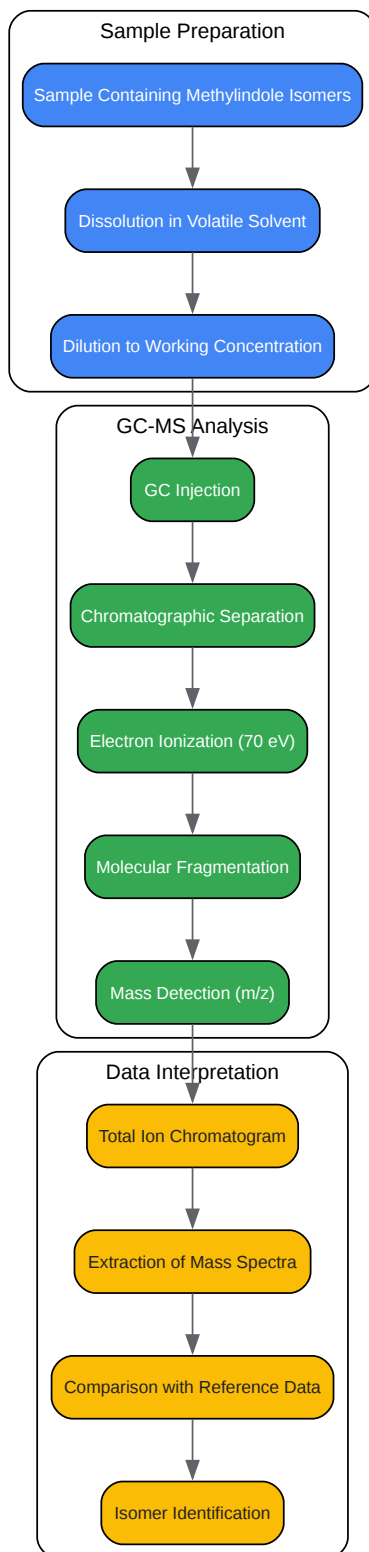 Sample Preparation
Sample Containing Methylindole Isomers
Dissolution in Volatile Solvent
Dilution to Working Concentration
GC-MS Analysis
GC Injection
Chromatographic Separation
Electron Ionization (70 eV)
Molecular Fragmentation
Mass Detection (m/z)
Data Interpretation
Total Ion Chromatogram
Extraction of Mass Spectra
Comparison with Reference Data
Isomer Identification